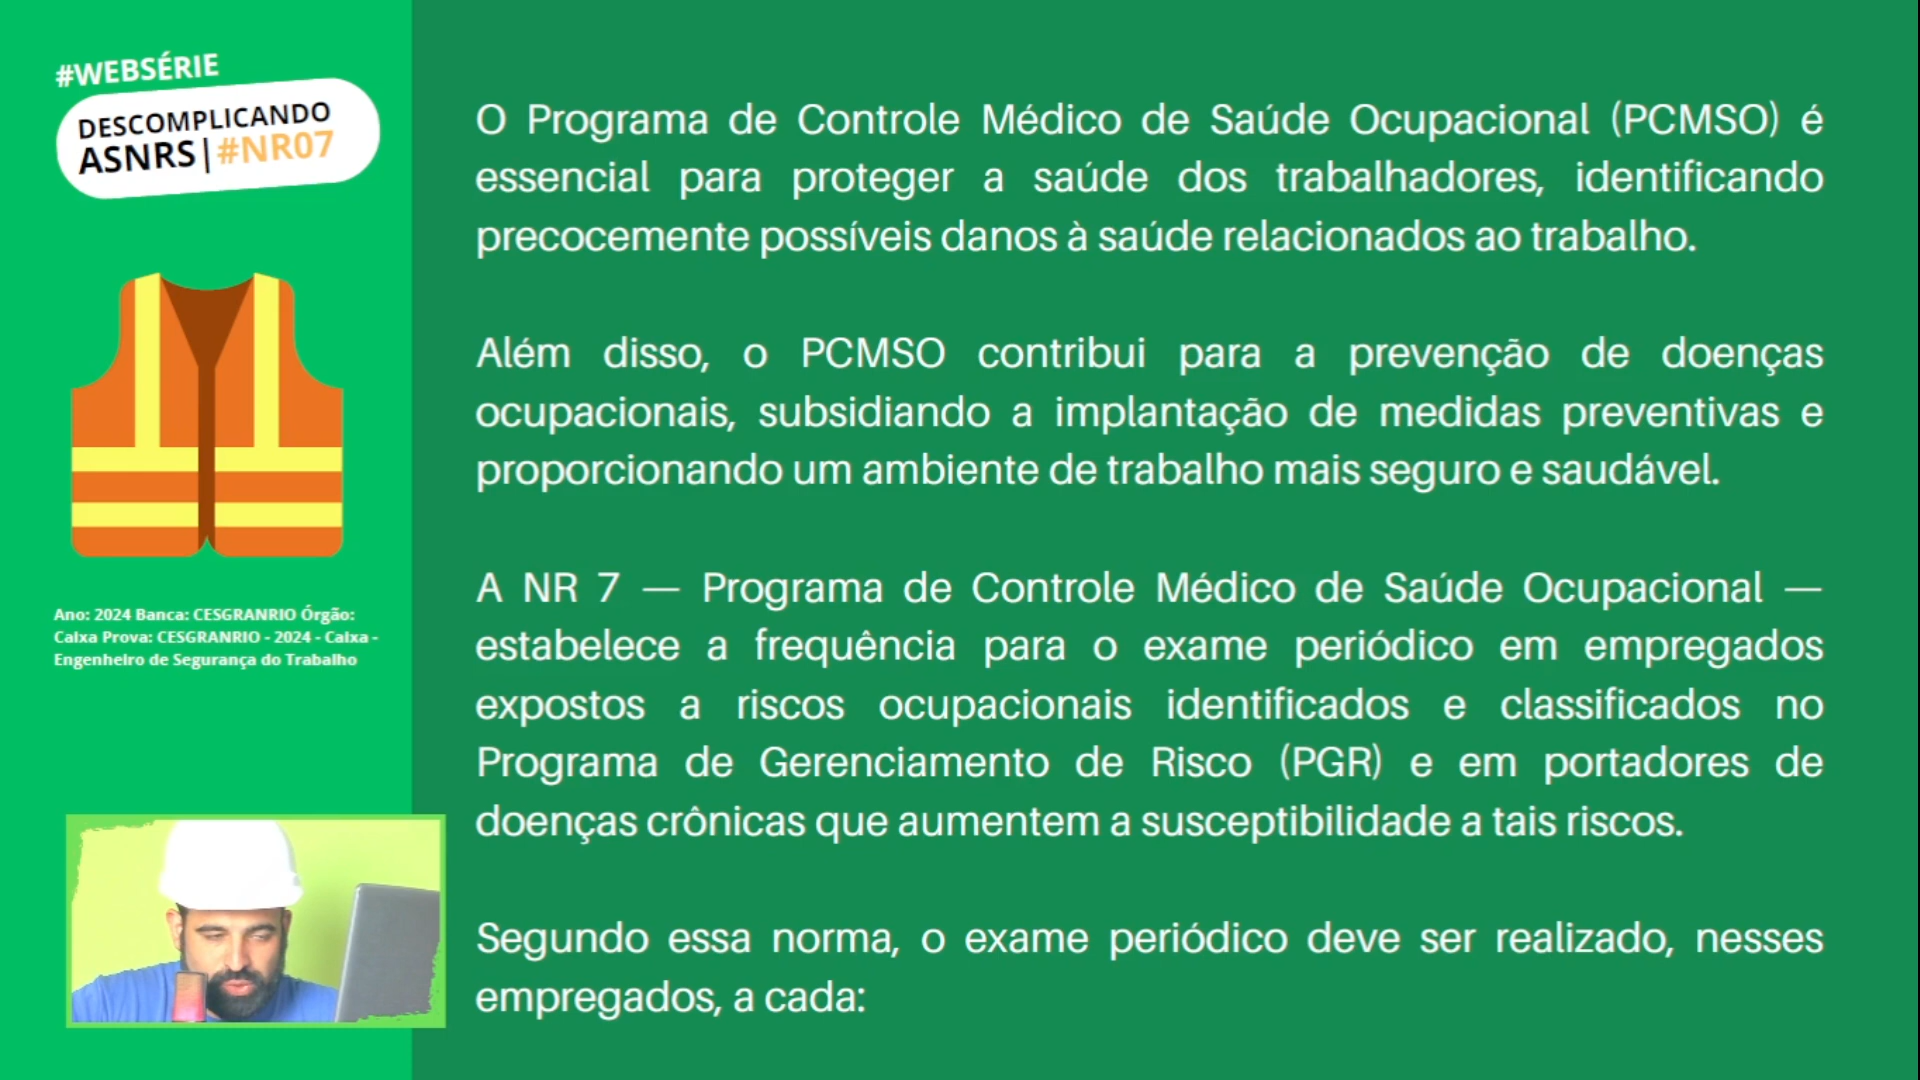 #WEBSÉRIE
DESCOMPLICANDO
ASNRS|#NR07
Ano: 2024 Banca: CESGRANRIO Órgão:
Caixa Prova: CESGRANRIO - 2024 - Caixa -
Engenheiro de Segurança do Trabalho
O Programa de Controle Médico de Saúde Ocupacional (PCMSO) é
essencial para proteger a saúde dos trabalhadores, identificando
precocemente possíveis danos à saúde relacionados ao trabalho.
Além disso, o PCMSO contribui para a prevenção de doenças
ocupacionais, subsidiando a implantação de medidas preventivas e
proporcionando um ambiente de trabalho mais seguro e saudável.
A NR 7 — Programa de Controle Médico de Saúde Ocupacional —
estabelece a frequência para o exame periódico em empregados
expostos a riscos ocupacionais identificados e classificados no
Programa de Gerenciamento de Risco (PGR) e em portadores de
doenças crônicas que aumentem a susceptibilidade a tais riscos.
Segundo essa norma, o exame periódico deve ser realizado, nesses
empregados, a cada: